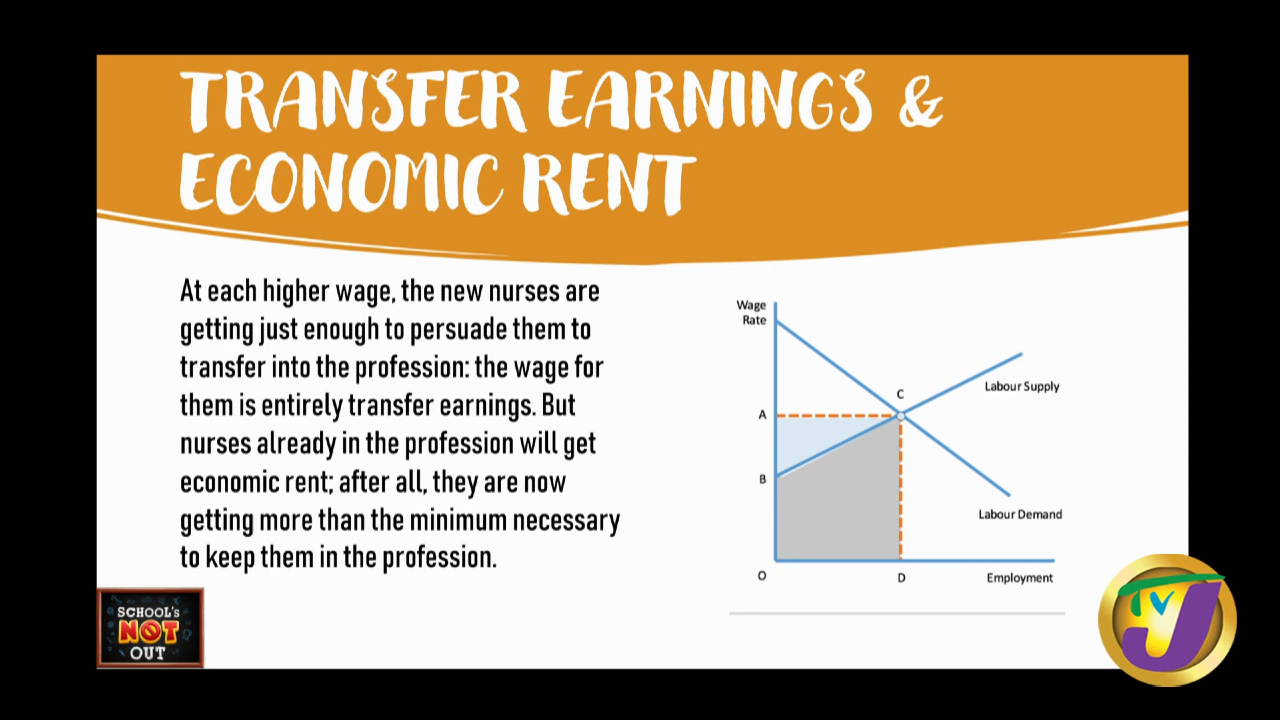 TRANSFER EARNINGS &
ECONOMIC RENT
At each higher wage, the new nurses are
getting just enough to persuade them to
transfer into the profession: the wage for
them is entirely transfer earnings. But
nurses already in the profession will get
economic rent; after all, they are now
getting more than the minimum necessary
to keep them in the profession.
Wage
Rate
C
Labour Supply
A
B
Labour Demand
O
D
Employment
SCHOOL's
NOT
OUT
TVJ